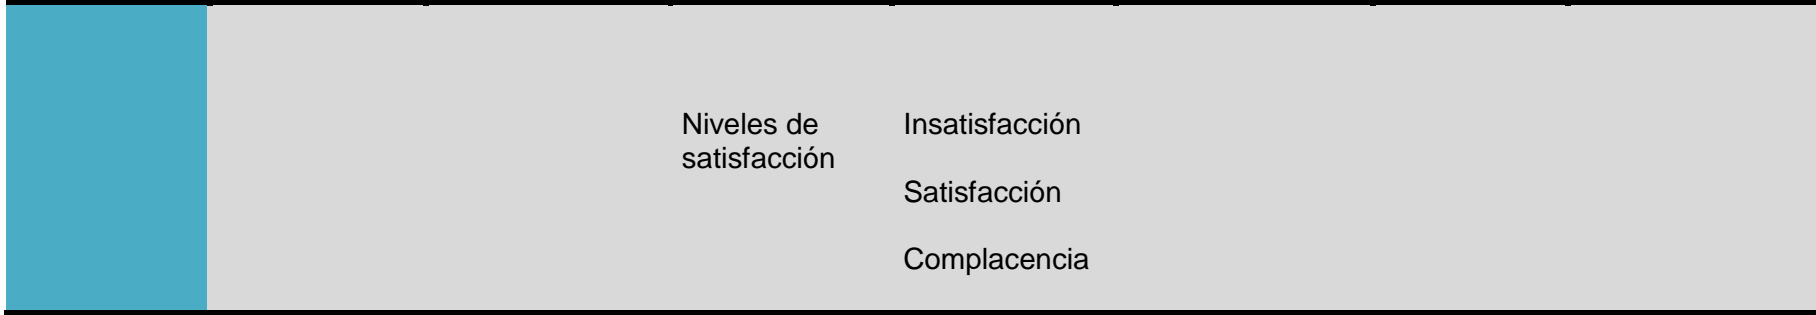 Niveles de
satisfacción
Insatisfacción
Satisfacción
Complacencia